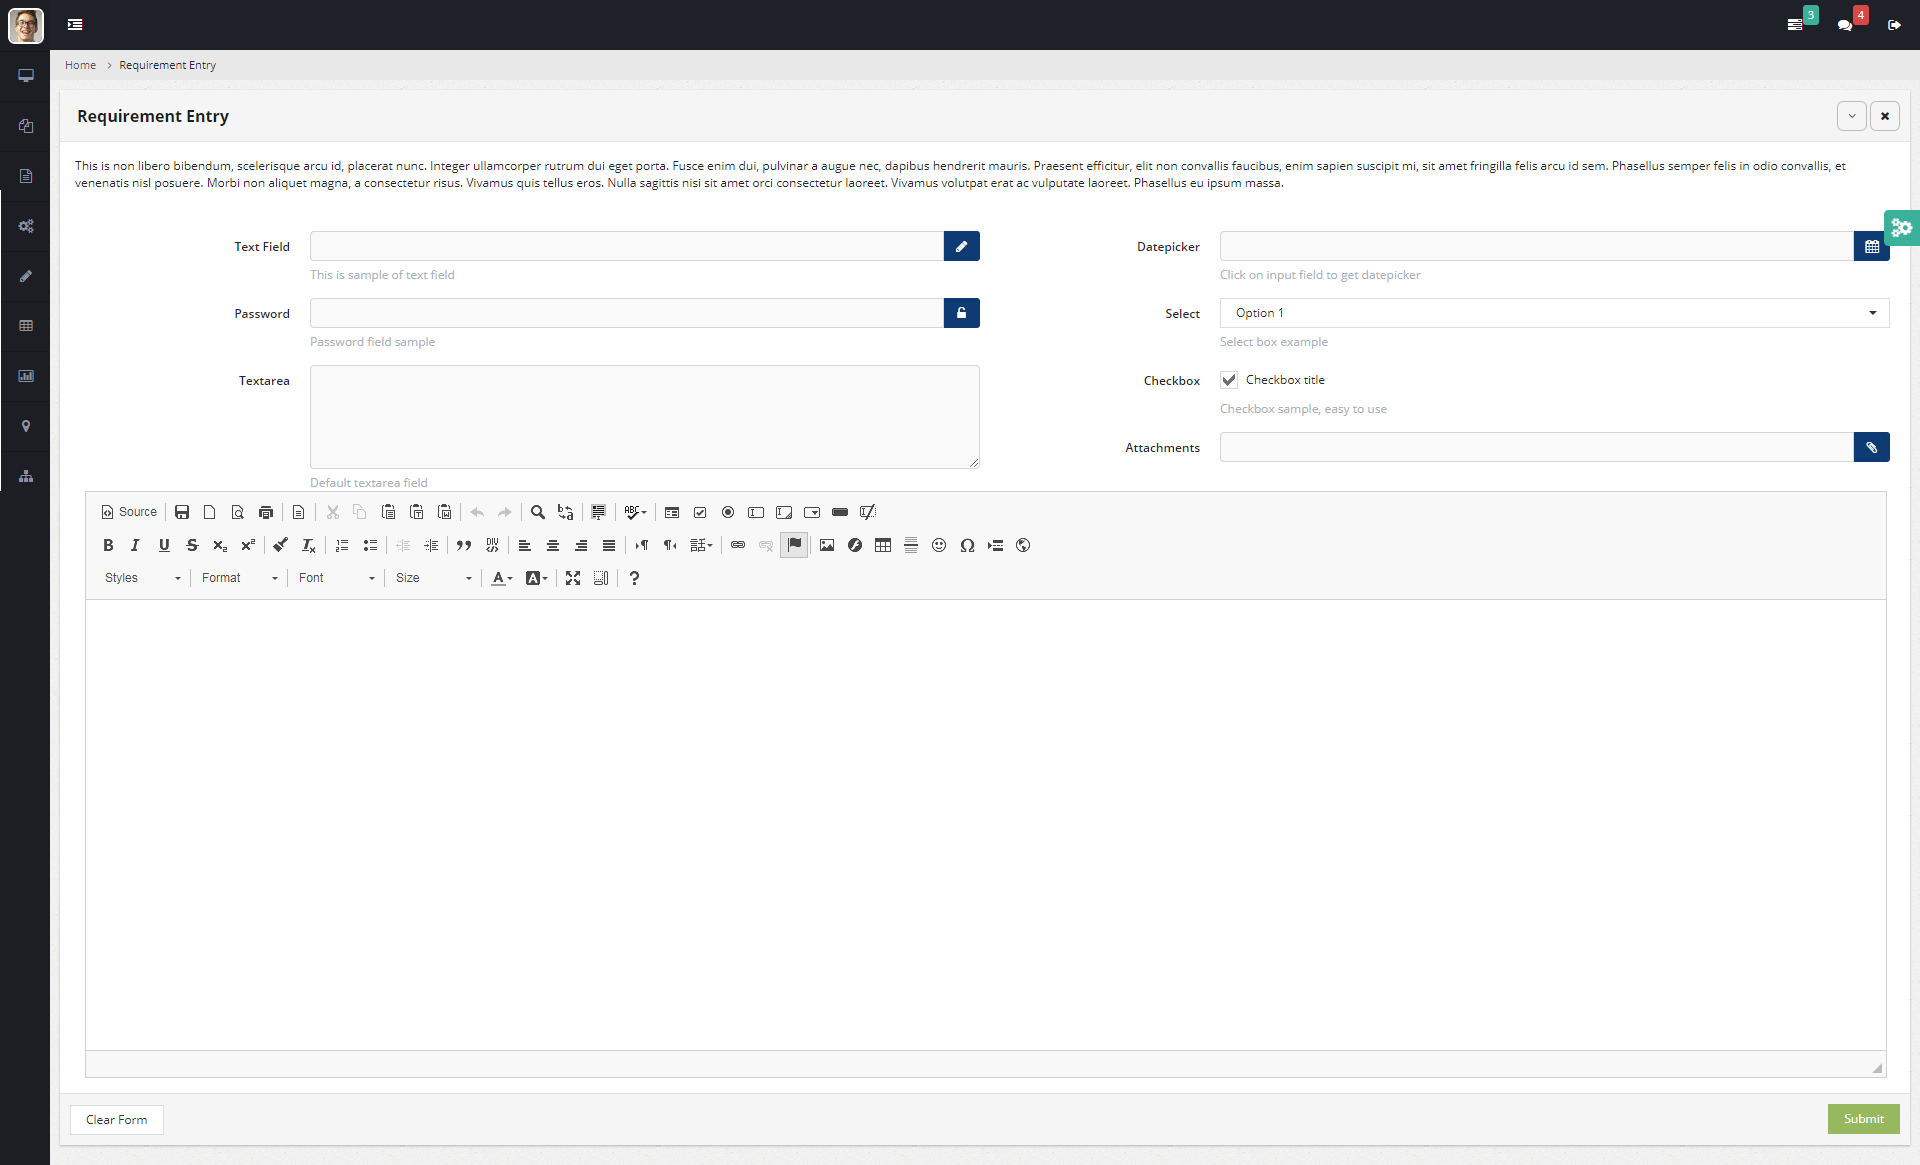 3
4
Home
Requirement Entry
Requirement Entry
This is non libero bibendum, scelerisque arcu id, placerat nunc. Integer ullamcorper rutrum dui eget porta. Fusce enim dui, pulvinar a augue nec, dapibus hendrerit mauris. Praesent efficitur, elit non convallis faucibus, enim sapien suscipit mi, sit amet fringilla felis arcu id sem. Phasellus semper felis in odio convallis, et
venenatis nisl posuere. Morbi non aliquet magna, a consectetur risus. Vivamus quis tellus eros. Nulla sagittis nisi sit amet orci consectetur laoreet. Vivamus volutpat erat ac vulputate laoreet. Phasellus eu ipsum massa.
Text Field
This is sample of text field
Password
Password field sample
Textarea
Default textarea field
Datepicker
Click on input field to get datepicker
Select
Option 1
Select box example
Checkbox
Checkbox title
Checkbox sample, easy to use
Attachments
Source
Styles
Format
Font
Size
Clear Form
Submit